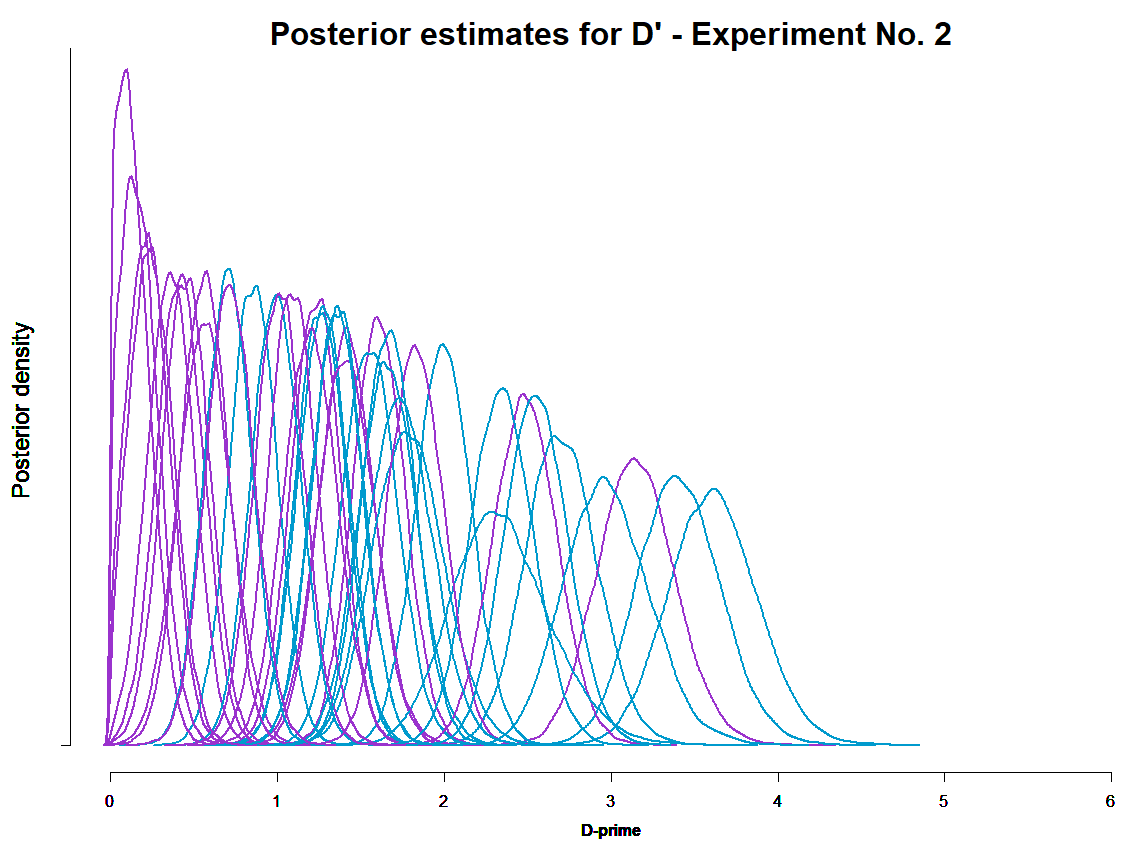 Posterior estimates for D' - Experiment No. 2
Posterior density
0 1 2 3 4 5 6
D-prime